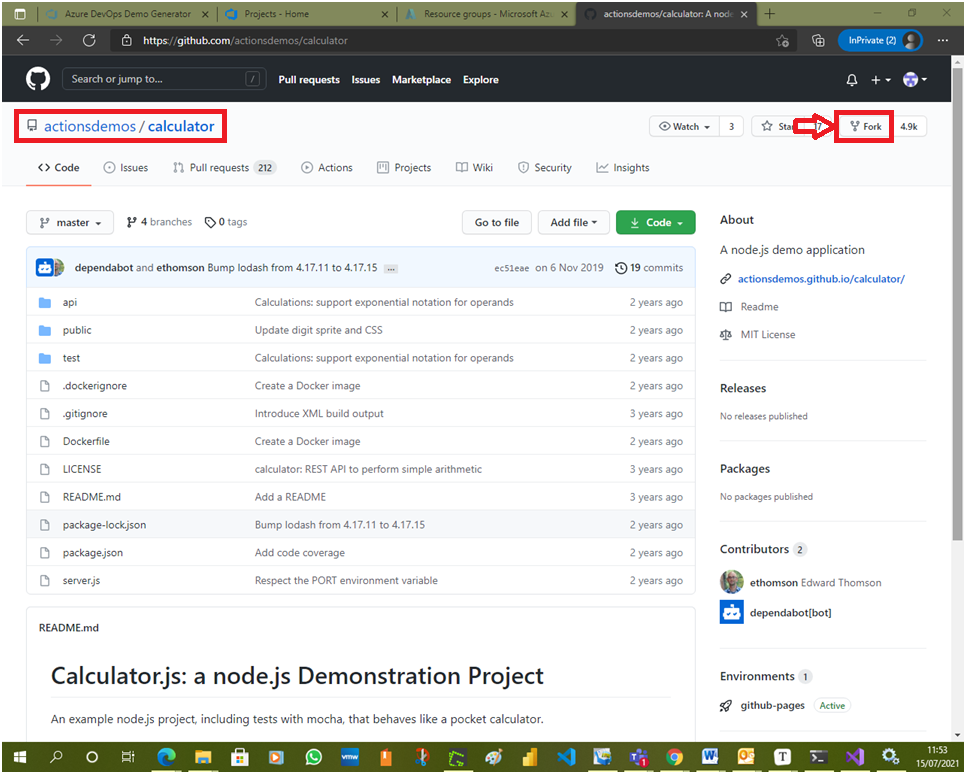 Azure DevOps Demo Generator
Projects - Home
Resource groups - Microsoft Az
actionsdemos/calculator: A node
https://github.com/actionsdemos/calculator
InPrivate (2)
Search or jump to...
/
Pull requests
Issues
Marketplace
Explore
actionsdemos / calculator
Watch
3
Star
17
Fork
4.9k
Code
Issues
Pull requests 212
Actions
Projects
Wiki
Security
Insights
master
4 branches
0 tags
Go to file
Add file
Code
dependabot and ethomson Bump lodash from 4.17.11 to 4.17.15 ...
ec51eae on 6 Nov 2019
19 commits
api Calculations: support exponential notation for operands 2 years ago
public Update digit sprite and CSS 2 years ago
test Calculations: support exponential notation for operands 2 years ago
.dockerignore Create a Docker image 2 years ago
.gitignore Introduce XML build output 3 years ago
Dockerfile Create a Docker image 2 years ago
LICENSE calculator: REST API to perform simple arithmetic 3 years ago
README.md Add a README 3 years ago
package-lock.json Bump lodash from 4.17.11 to 4.17.15 2 years ago
package.json Add code coverage 2 years ago
server.js Respect the PORT environment variable 2 years ago
README.md
Calculator.js: a node.js Demonstration Project
An example node.js project, including tests with mocha, that behaves like a pocket calculator.
About
A node.js demo application
actionsdemos.github.io/calculator/
Readme
MIT License
Releases
No releases published
Packages
No packages published
Contributors 2
ethomson Edward Thomson
dependabot[bot]
Environments 1
github-pages Active
vmw
11:53
15/07/2021